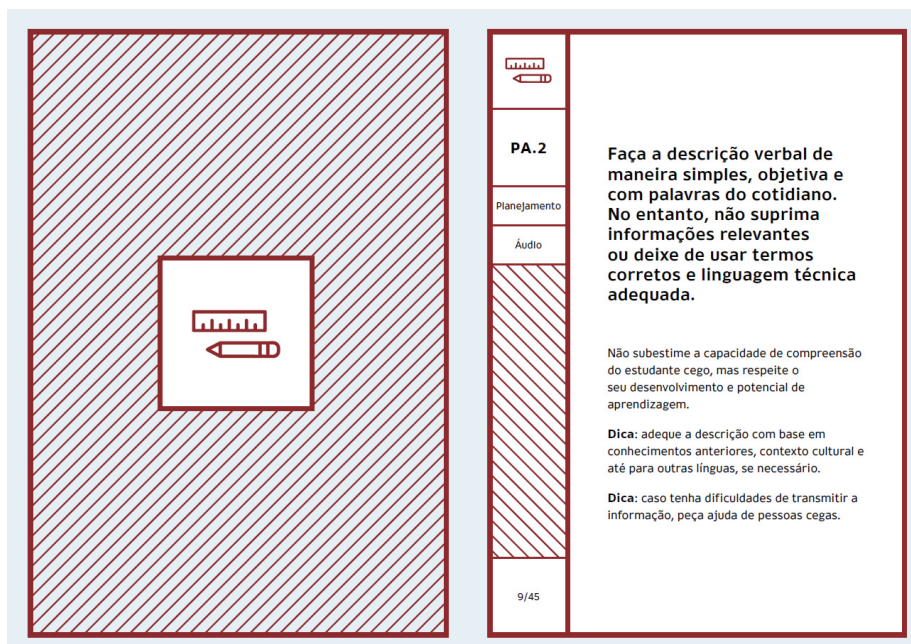 PA.2
Planejamento
Áudio
9/45
Faça a descrição verbal de
maneira simples, objetiva e
com palavras do cotidiano.
No entanto, não suprima
informações relevantes
ou deixe de usar termos
corretos e linguagem técnica
adequada.
Não subestime a capacidade de compreensão
do estudante cego, mas respeite o
seu desenvolvimento e potencial de
aprendizagem.
Dica: adeque a descrição com base em
conhecimentos anteriores, contexto cultural e
até para outras línguas, se necessário.
Dica: caso tenha dificuldades de transmitir a
informação, peça ajuda de pessoas cegas.